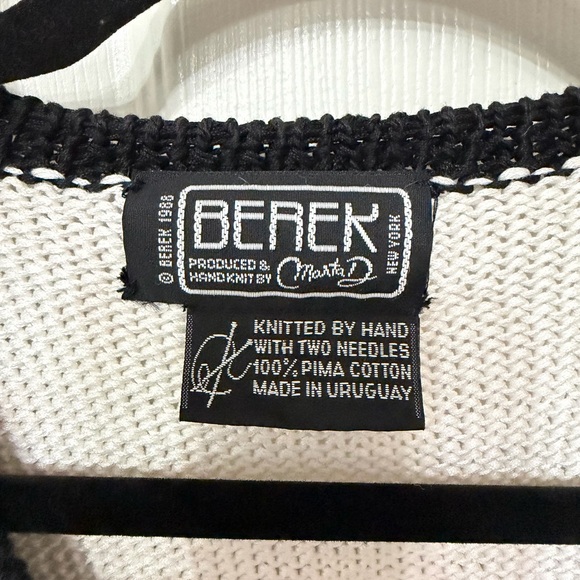 © BEREK 1988
BEREK
PRODUCED &
HAND KNIT BY
Marta D
NEW YORK
KNITTED BY HAND
WITH TWO NEEDLES
100% PIMA COTTON
MADE IN URUGUAY